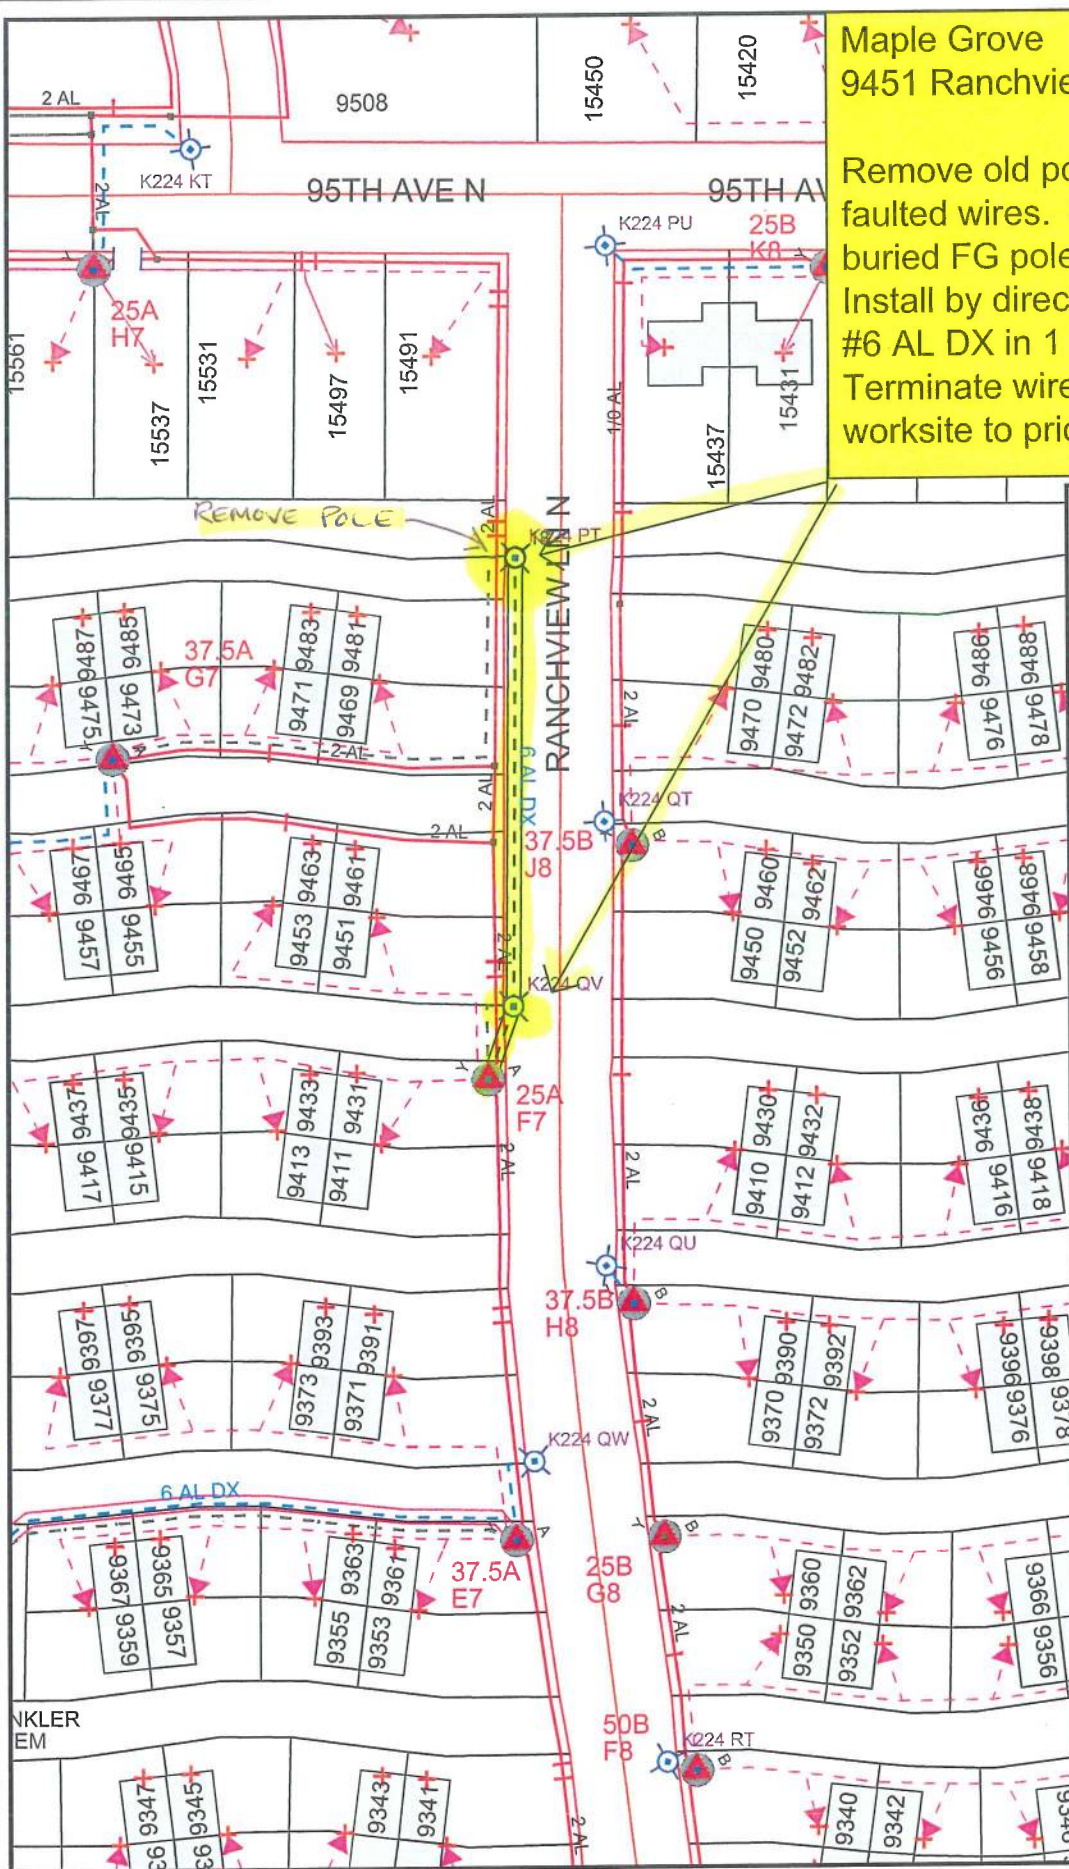 Maple Grove
9451 Ranchvie
Remove old po
faulted wires.
buried FG pole
Install by direc
#6 AL DX in 1
Terminate wire
worksite to prio
2 AL
9508
15450
15420
K224 KT
2 AL
95TH AVE N
95TH AV
K224 PU
25B
K8
25A
H7
15561
15537
15531
15497
15491
1/0 AL
15437
15431
REMOVE POLE
2 AL
K224 PT
RANCHVIEW LN N
9487 9485
9475 9473
37.5A
G7
9483 9481
9471 9469
9480 9482
9470 9472
9486 9488
9476 9478
Y A
2 AL
2 AL
2 AL
6 AL DX
K224 QT
2 AL
37.5B
J8
B
9467 9465
9457 9455
9463 9461
9453 9451
9460 9462
9450 9452
9466 9468
9456 9458
2 AL
K224 QV
Y A
25A
F7
9437 9435
9417 9415
9433 9431
9413 9411
9430 9432
9410 9412
9436 9438
9416 9418
2 AL
2 AL
K224 QU
37.5B
H8
B
9397 9395
9377 9375
9393 9391
9373 9371
9390 9392
9370 9372
9396 9398
9376 9378
2 AL
K224 QW
6 AL DX
Y A
Y B
37.5A
E7
25B
G8
9367 9365
9359 9357
9363 9361
9355 9353
9360 9362
9350 9352
9366
9356
2 AL
NKLER
EM
50B
F8
K224 RT
B
9347 9345
9343 9341
9340 9342
2 AL